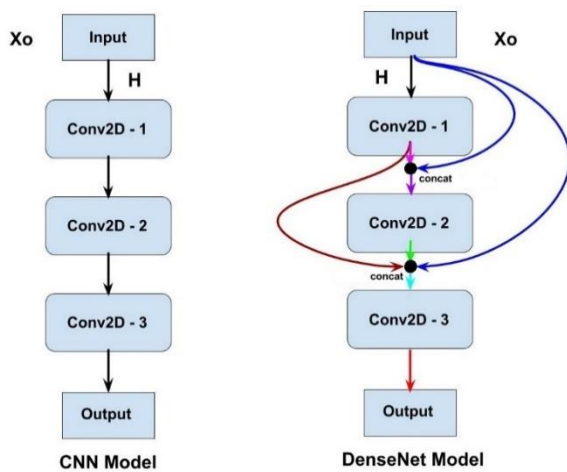 Xo
Input
H
Conv2D - 1
Conv2D - 2
Conv2D - 3
Output
CNN Model
Input
Xo
H
Conv2D - 1
concat
Conv2D - 2
concat
Conv2D - 3
Output
DenseNet Model